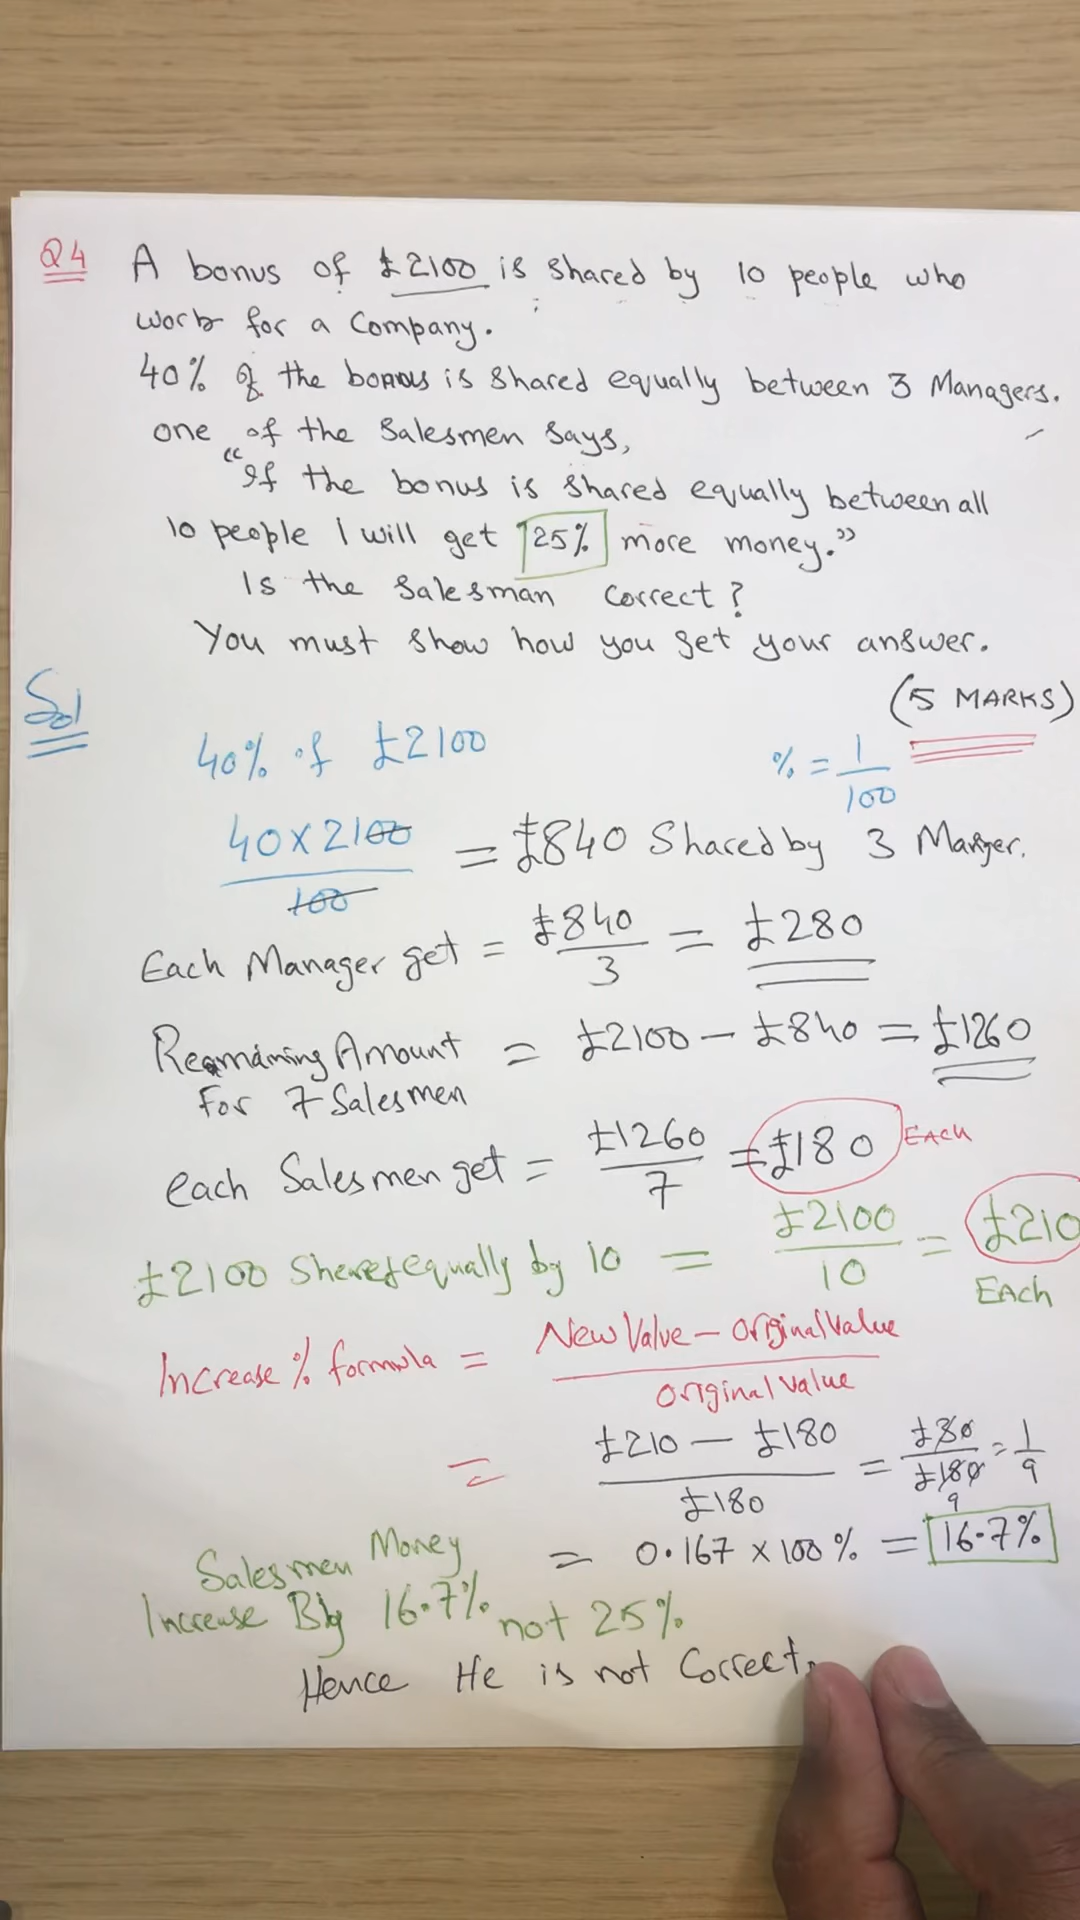 Q4 A bonus of £2100 is shared by 10 people who
work for a Company.
40% of the bonus is shared equally between 3 Managers.
one of the Salesmen Says,
“If the bonus is shared equally between all
10 people I will get 25% more money.”
Is the Salesman Correct?
You must show how you get your answer.
(5 MARKS)
Sol
40% of £2100
% = 1/100
40 x 2100 / 100 = £840 Shared by 3 Manger.
Each Manager get = £840/3 = £280
Remaining Amount = £2100 - £840 = £1260
For 7 Salesmen
each Salesmen get = £1260/7 = £180 EACH
£2100 Shared equally by 10 = £2100/10 = £210
EAch
Increase % formula = New Value - Original Value / Original Value
= £210 - £180 / £180 = £30/£180 = 1/9
9
= 0.167 x 100 % = 16.7%
Salesmen Money
Increase By 16.7% not 25%
Hence He is not Correct.